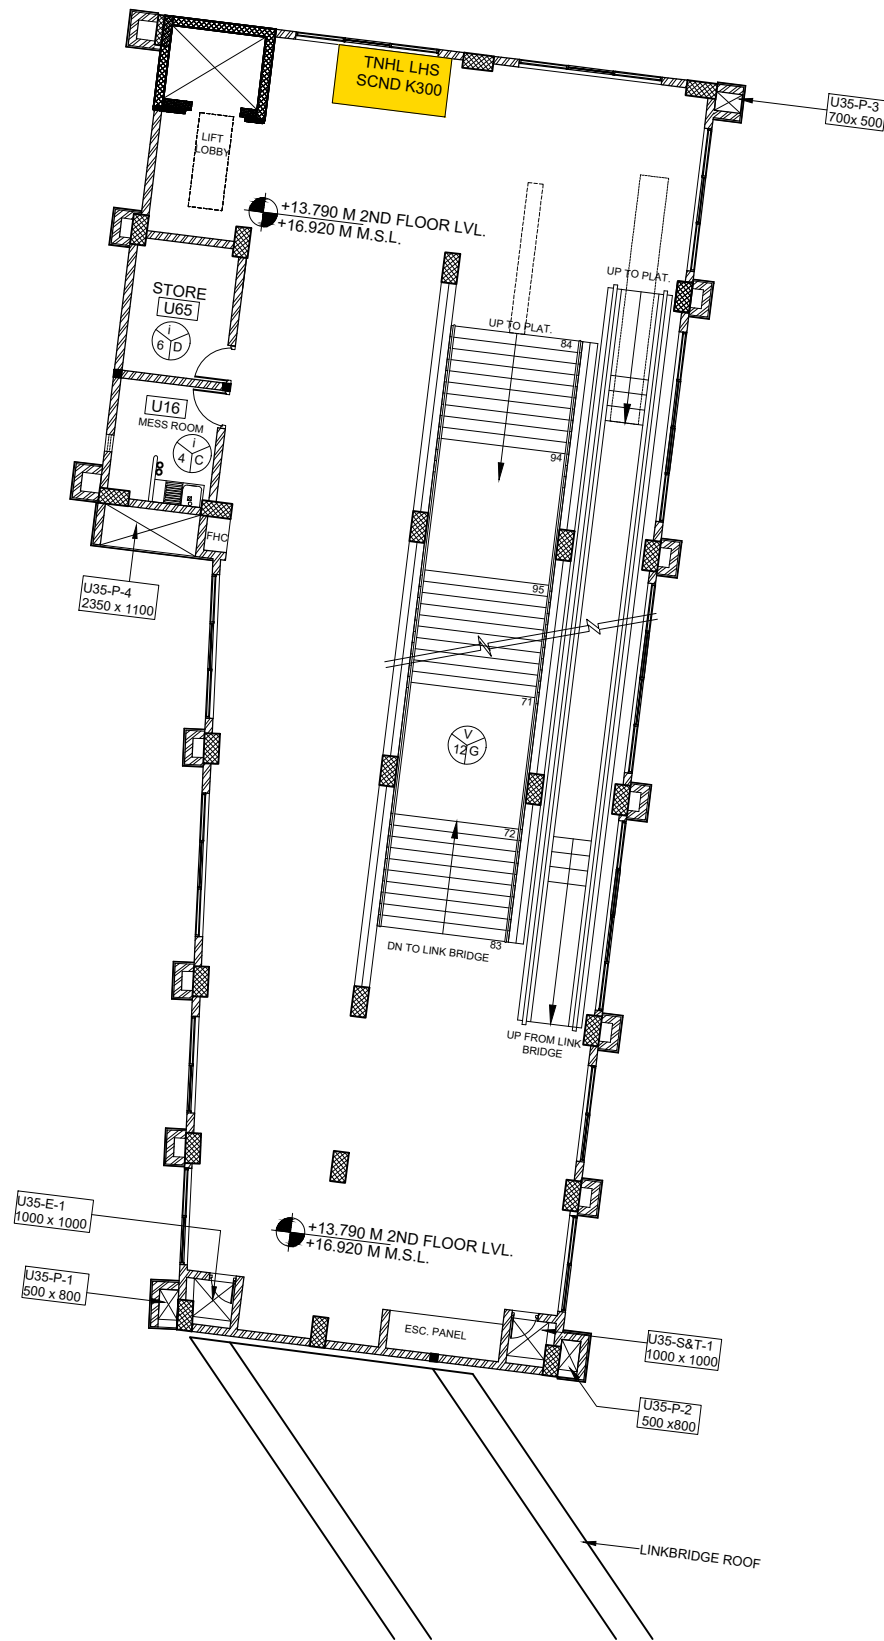 TNHL LHS
SCND K300
U35-P-3
700x 500
LIFT
LOBBY
+13.790 M 2ND FLOOR LVL.
+16.920 M M.S.L.
UP TO PLAT.
STORE
U65
i
6 D
UP TO PLAT.
84
U16
MESS ROOM
i
4 C
94
FHC
U35-P-4
2350 x 1100
95
71
V
12 G
72
83
DN TO LINK BRIDGE
UP FROM LINK
BRIDGE
U35-E-1
1000 x 1000
+13.790 M 2ND FLOOR LVL.
+16.920 M M.S.L.
U35-P-1
500 x 800
ESC. PANEL
U35-S&T-1
1000 x 1000
U35-P-2
500 x800
LINKBRIDGE ROOF